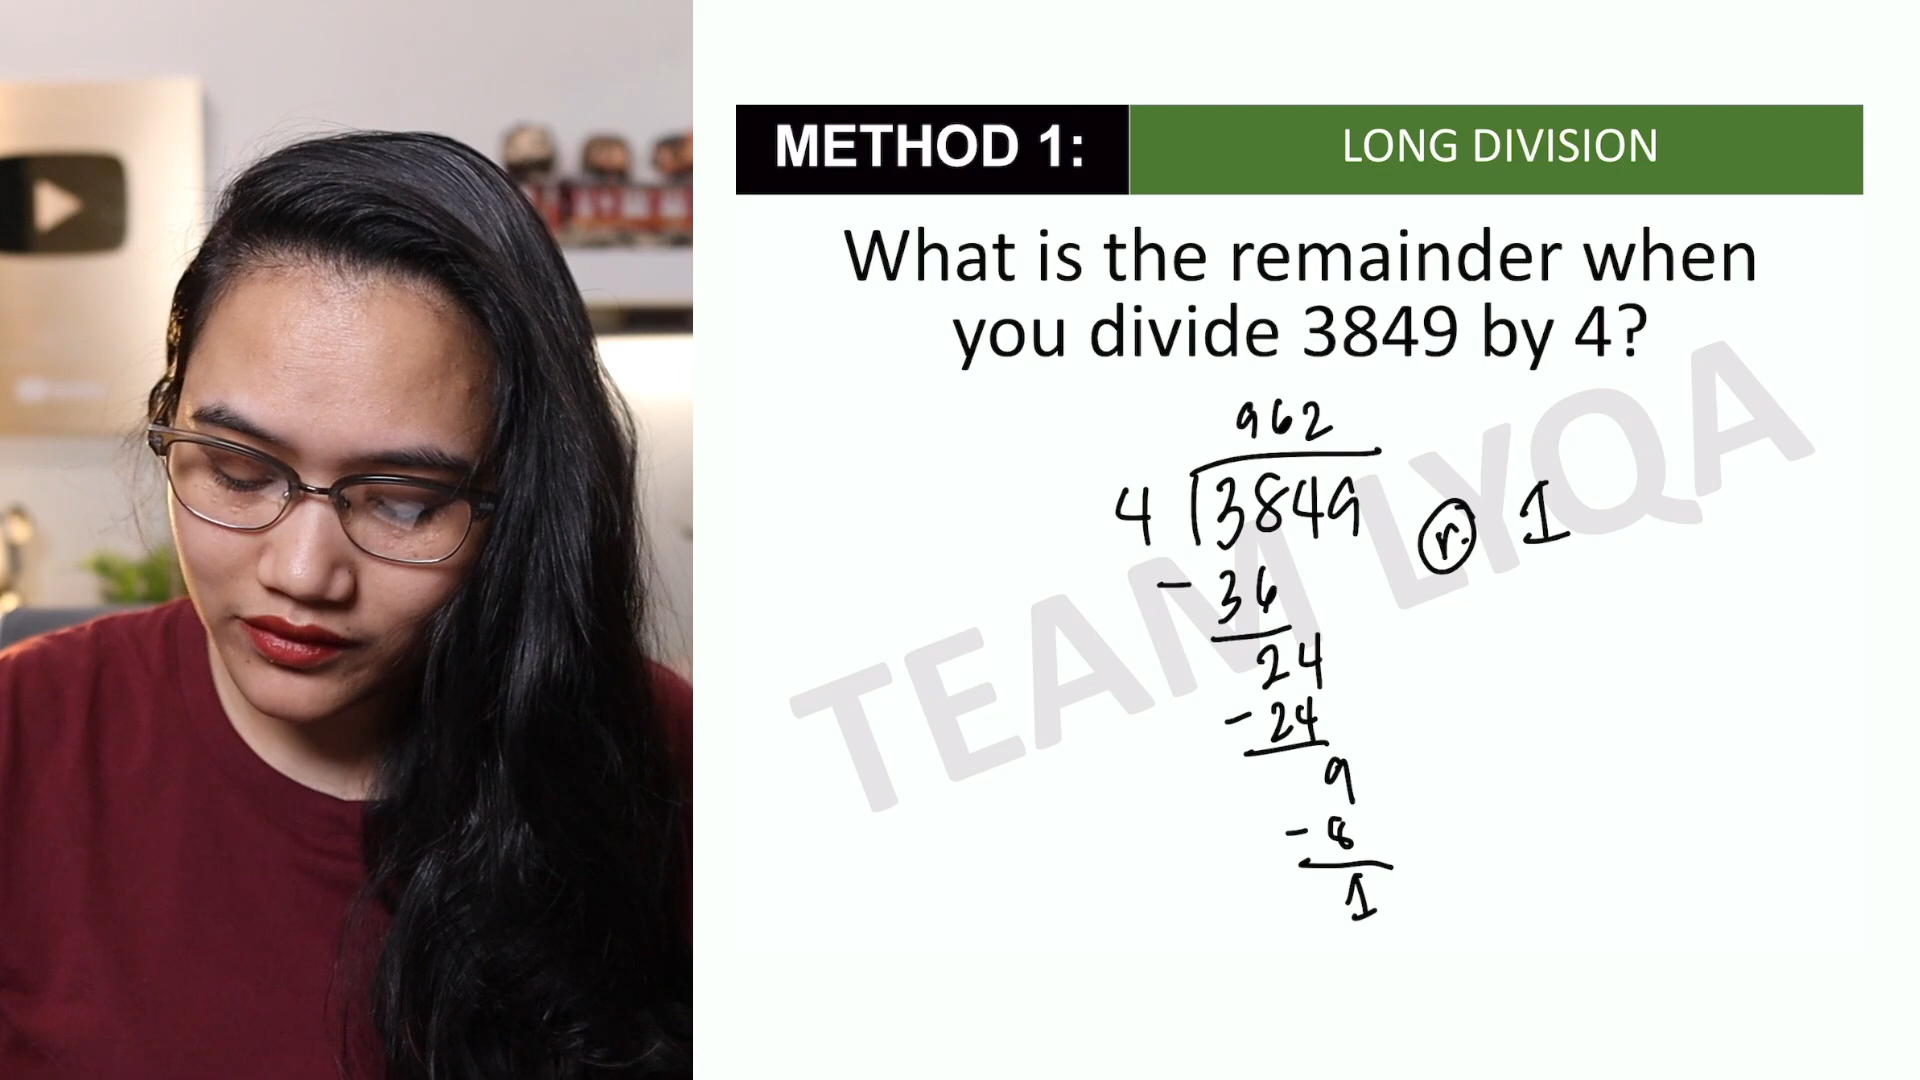 METHOD 1: LONG DIVISION
What is the remainder when
you divide 3849 by 4?
962
4 3849 r. 1
- 36
24
- 24
9
- 8
1
TEAM LYQA